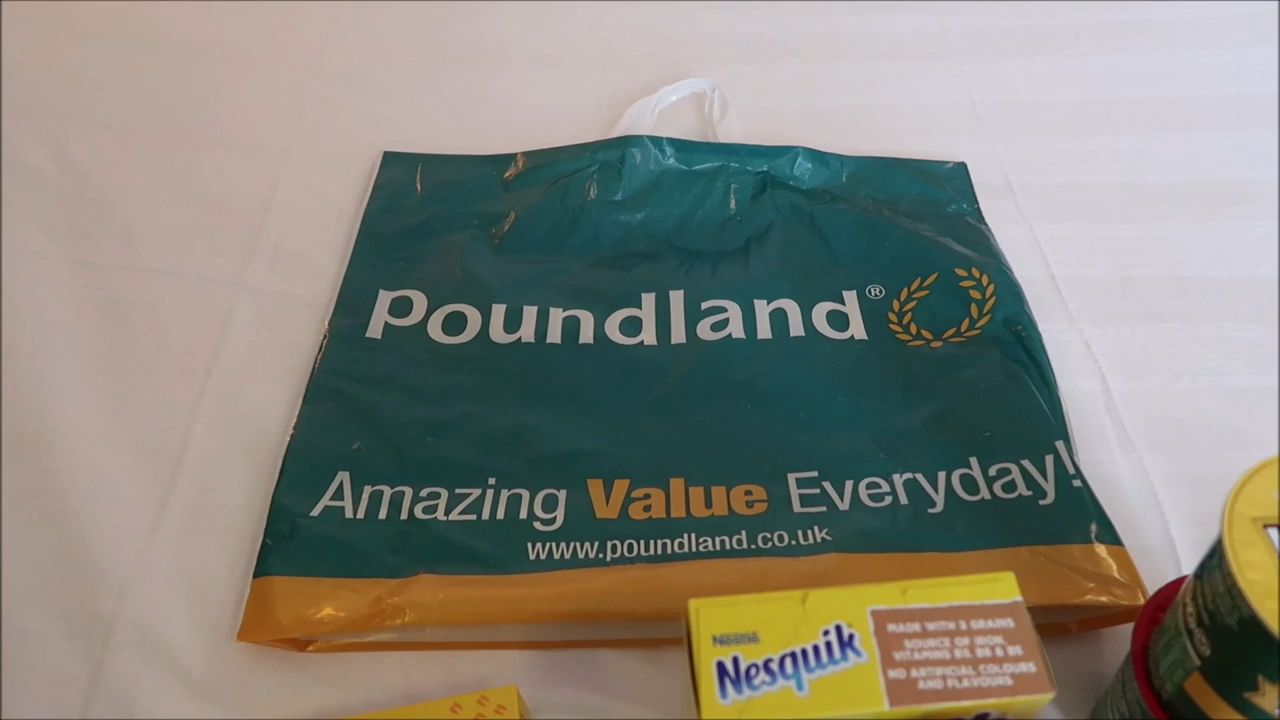 Poundland®
Amazing Value Everyday!
www.poundland.co.uk
Nestlé
Nesquik
MADE WITH 3 GRAINS
SOURCE OF IRON,
VITAMINS B3, B5 & B6
NO ARTIFICIAL COLOURS
AND FLAVOURS